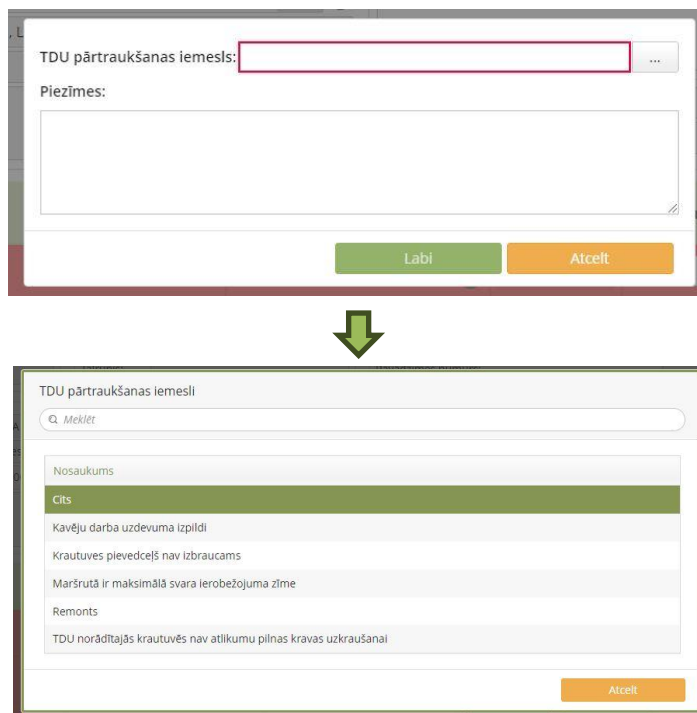 TDU pārtraukšanas iemesls:
...
Piezīmes:
Labi
Atcelt
TDU pārtraukšanas iemesli
Meklēt
Nosaukums
Cits
Kavēju darba uzdevuma izpildi
Krautuves pievedceļš nav izbraucams
Maršrutā ir maksimālā svara ierobežojuma zīme
Remonts
TDU norādītajās krautuvēs nav atlikumu pilnas kravas uzkraušanai
Atcelt